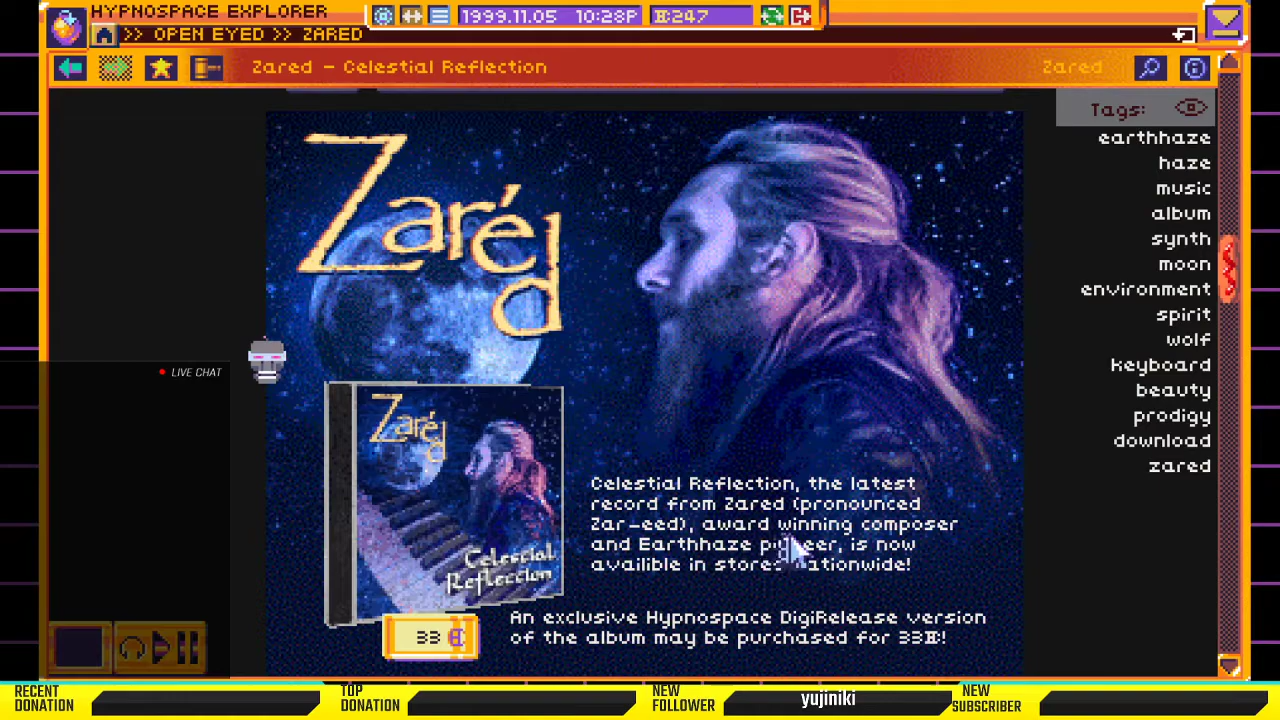 HYPNOSPACE EXPLORER
1999.11.05 10:28P
247
>> OPEN EYED >> ZARED
Zared - Celestial Reflection
Zared
Tags:
earthhaze
haze
music
album
synth
moon
environment
spirit
wolf
keyboard
beauty
prodigy
download
zared
Zaréd
LIVE CHAT
Zaréd
Celestial
Reflection
33
Celestial Reflection, the latest
record from Zared (pronounced
Zar-eed), award winning composer
and Earthhaze is now
availible in stores nationwide!
An exclusive Hypnospace DigiRelease version
of the album may be purchased for 33!
RECENT
DONATION
TOP
DONATION
NEW
FOLLOWER
yujiniki
NEW
SUBSCRIBER